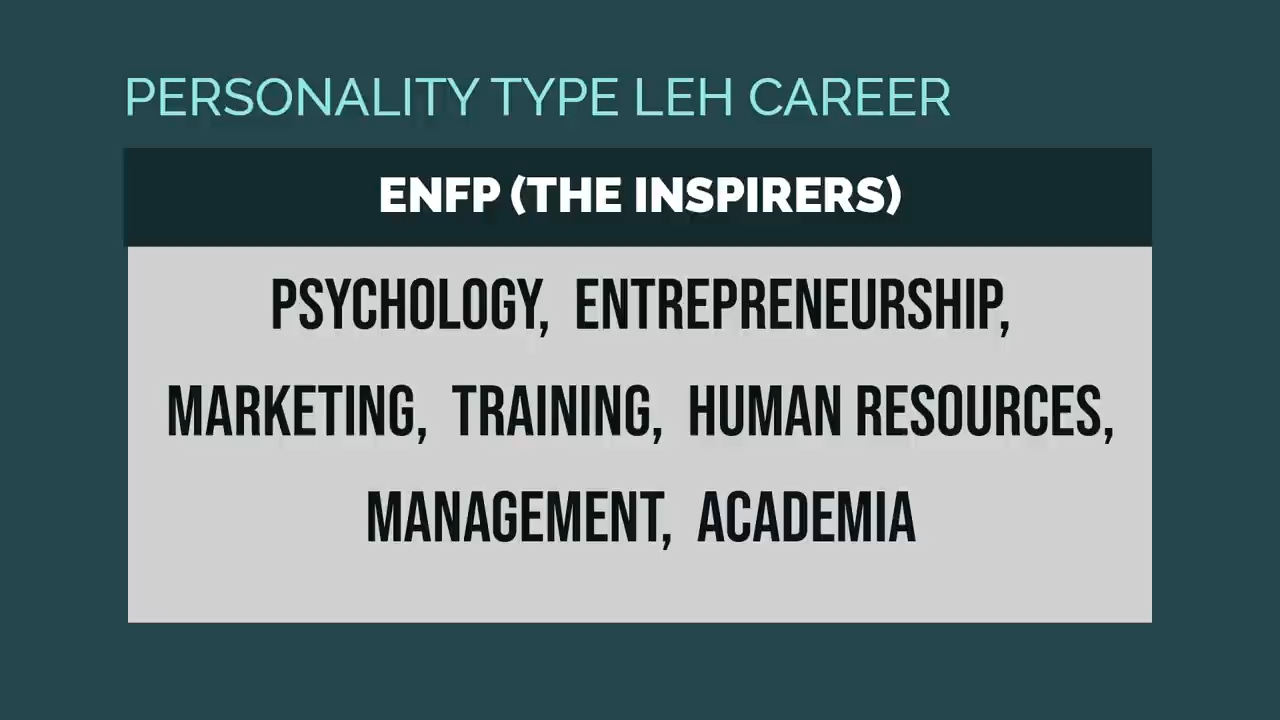 PERSONALITY TYPE LEH CAREER
ENFP (THE INSPIRERS)
PSYCHOLOGY, ENTREPRENEURSHIP,
MARKETING, TRAINING, HUMAN RESOURCES,
MANAGEMENT, ACADEMIA